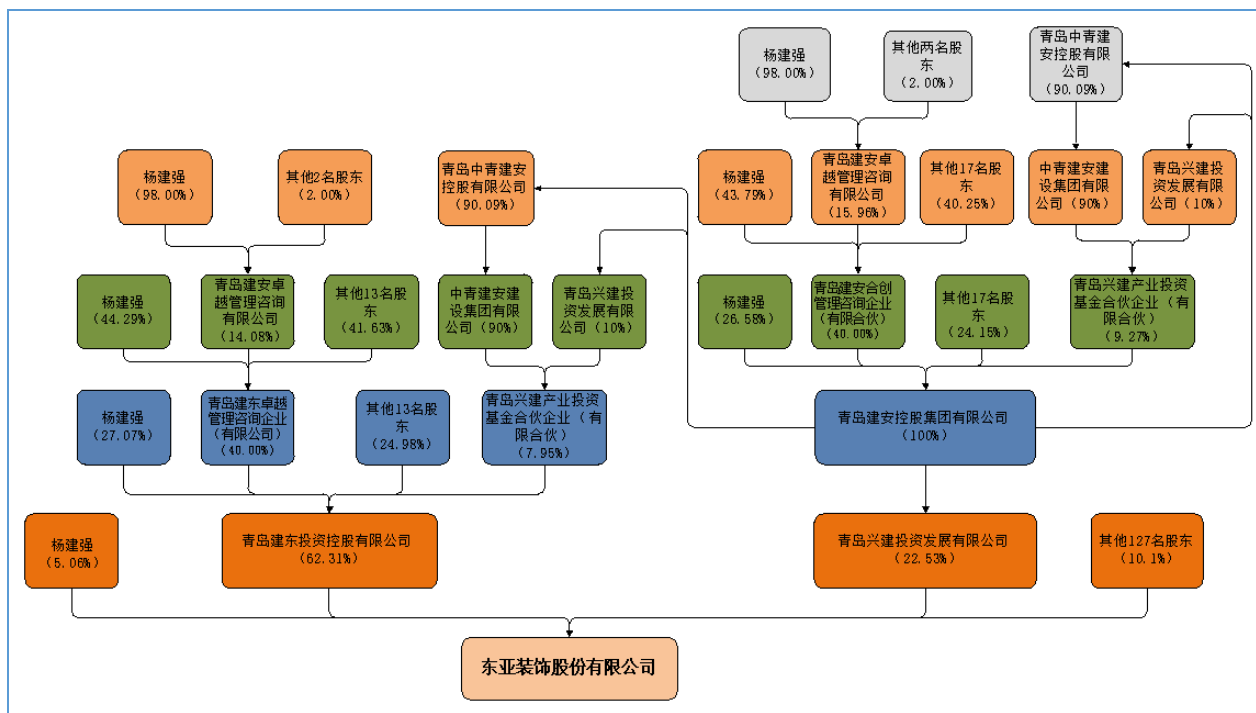 杨建强
(98.00%)
其他两名股
东
(2.00%)
青岛中青建
安控股有限
公司
(90.09%)
杨建强
(98.00%)
其他2名股东
(2.00%)
青岛中青建安
控股有限公司
(90.09%)
杨建强
(43.79%)
青岛建安卓
越管理咨询
有限公司
(15.96%)
其他17名股
东
(40.25%)
中青建安建
设集团有限
公司（90%）
青岛兴建投
资发展有限
公司（10%）
杨建强
(44.29%)
青岛建安卓
越管理咨询
有限公司
(14.08%)
其他13名股
东
(41.63%)
中青建安建
设集团有限
公司（90%）
青岛兴建投
资发展有限
公司（10%）
杨建强
(26.58%)
青岛建安合创
管理咨询企业
(有限合伙)
(40.00%)
其他17名股
东
(24.15%)
青岛兴建产业投资
基金合伙企业（有
限合伙）
(9.27%)
杨建强
(27.07%)
青岛建东卓越
管理咨询企业
(有限公司)
(40.00%)
其他13名股
东
(24.98%)
青岛兴建产业投资
基金合伙企业（有
限合伙）
(7.95%)
青岛建安控股集团有限公司
(100%)
杨建强
(5.06%)
青岛建东投资控股有限公司
(62.31%)
青岛兴建投资发展有限公司
(22.53%)
其他127名股东
(10.1%)
东亚装饰股份有限公司